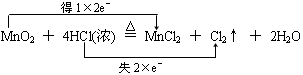 得1×2e⁻
MnO₂ + 4HCl(浓) ≜ MnCl₂ + Cl₂↑ + 2H₂O
失2×e⁻